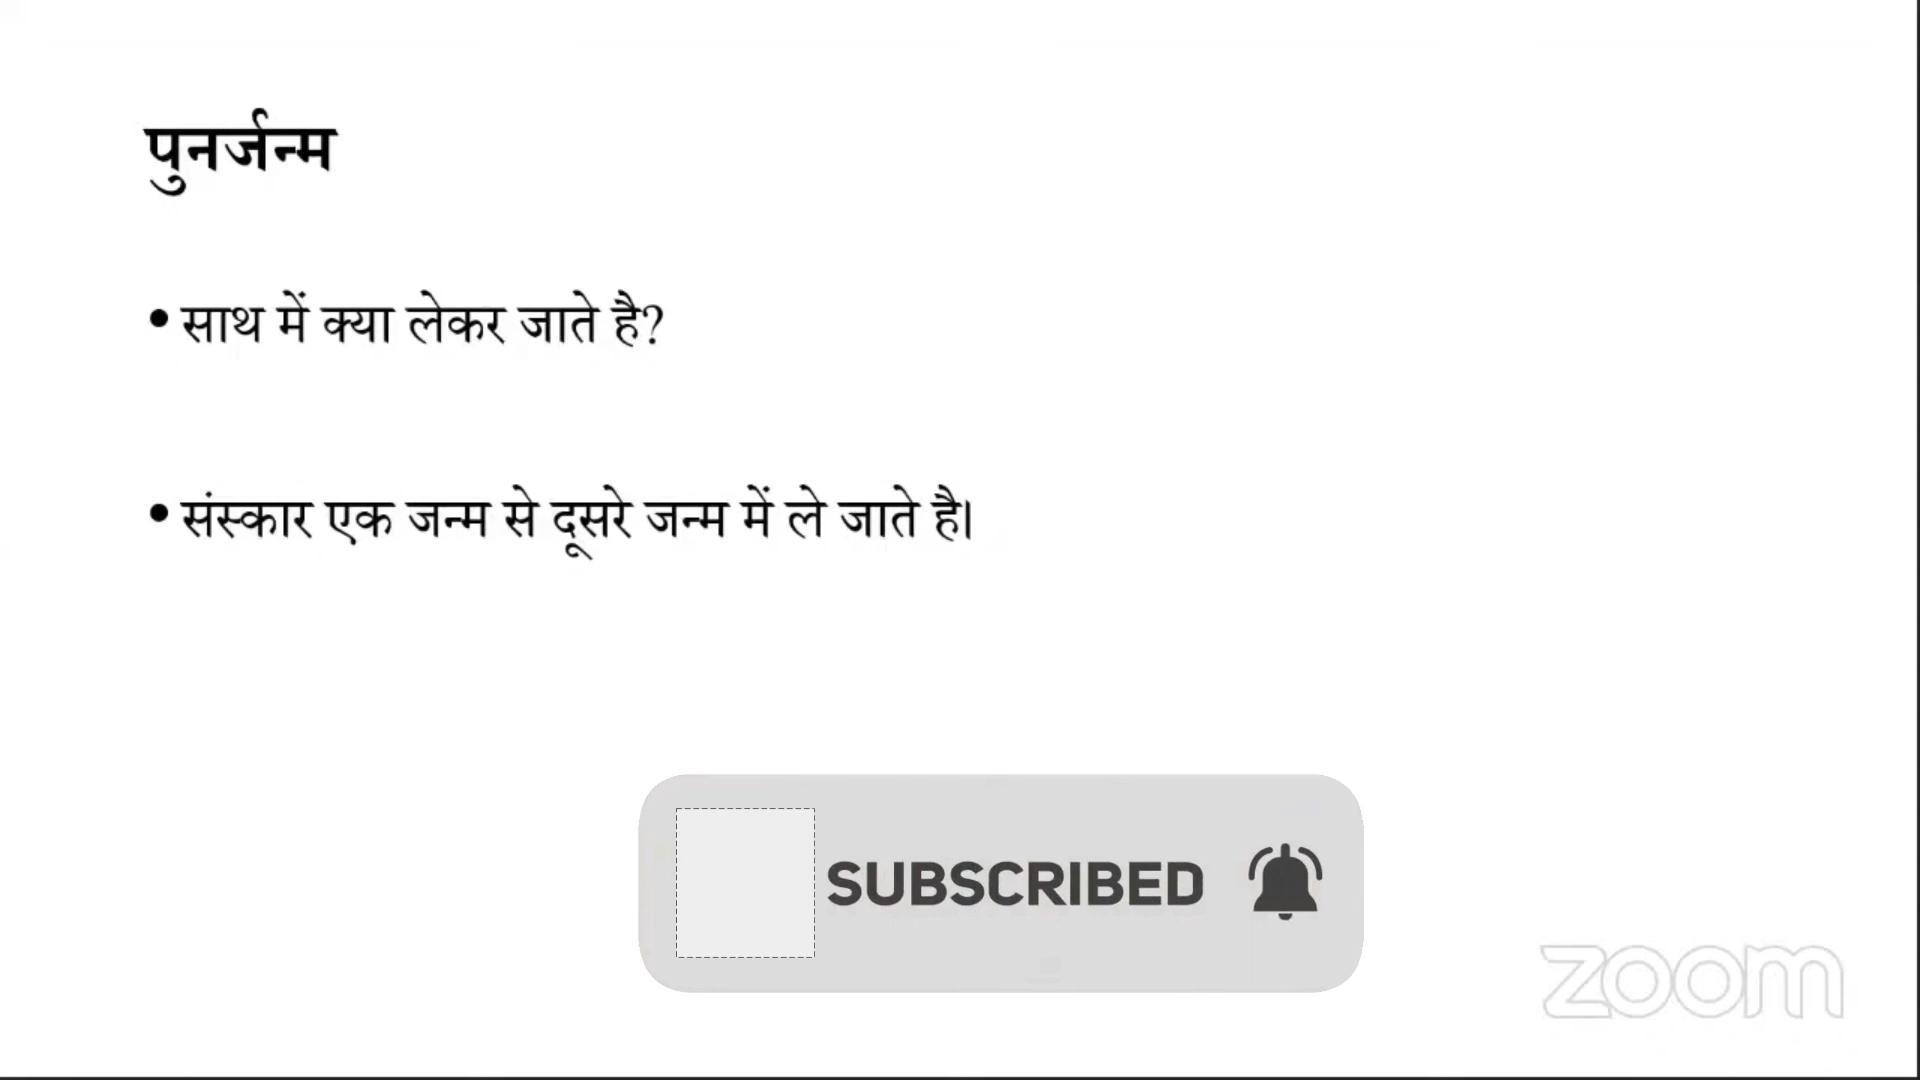 पुनर्जन्म
• साथ में क्या लेकर जाते है?
• संस्कार एक जन्म से दूसरे जन्म में ले जाते है।
SUBSCRIBED
zoom